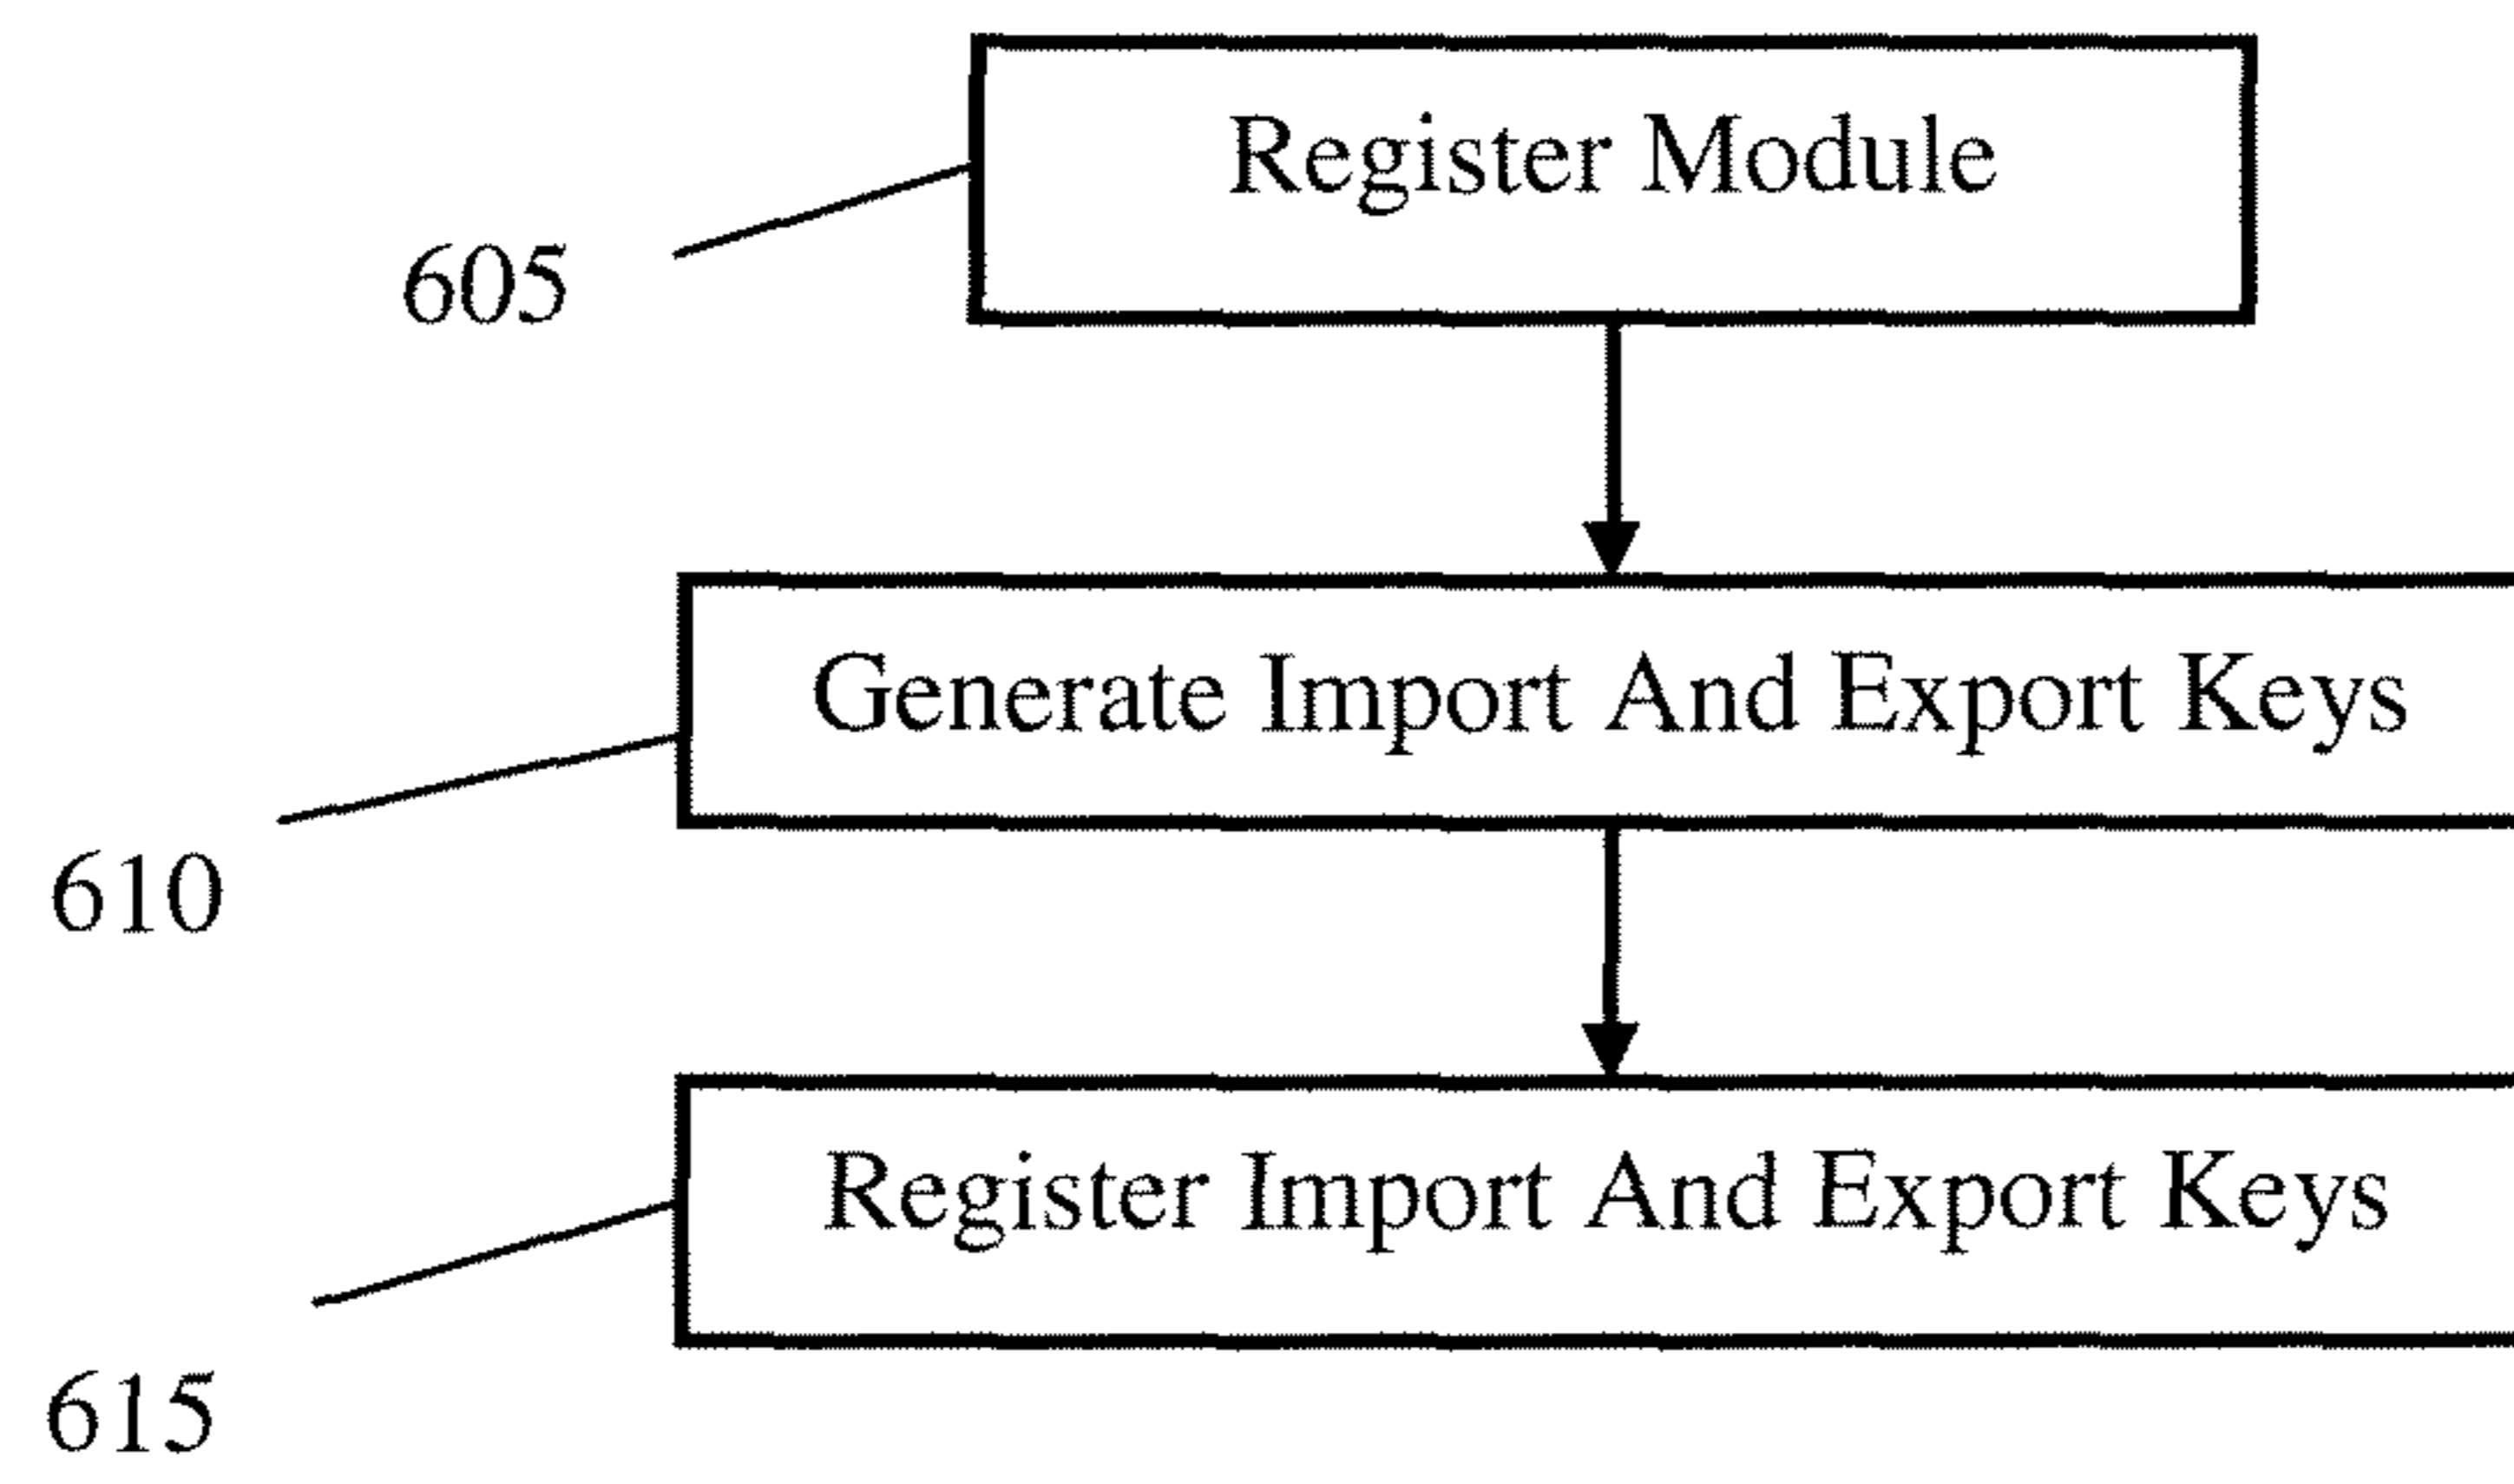 Register Module
605
Generate Import And Export Keys
610
Register Import And Export Keys
615